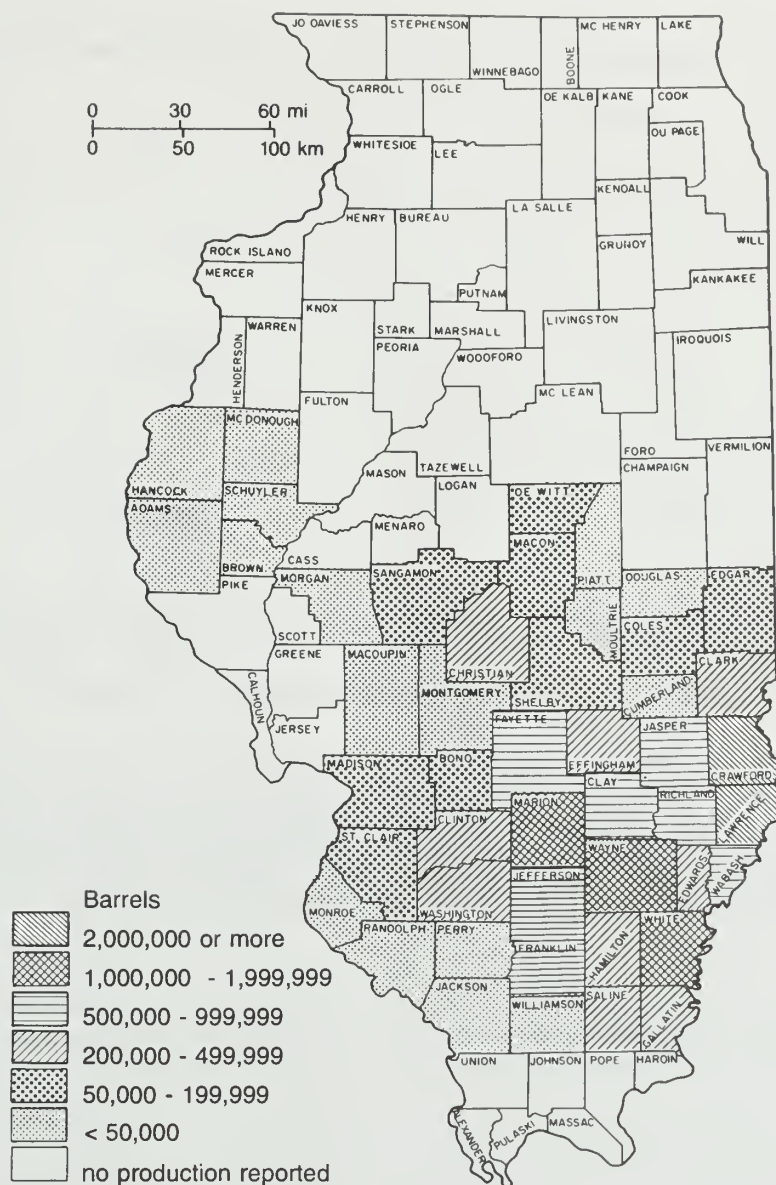 JO DAVIESS
STEPHENSON
WINNEBAGO
BOONE
MC HENRY
LAKE
CARROLL
OGLE
DE KALB
KANE
COOK
0 30 60 mi
0 50 100 km
DU PAGE
WHITESIDE
LEE
KENDALL
LA SALLE
HENRY
BUREAU
GRUNDY
WILL
ROCK ISLAND
MERCER
PUTNAM
KANKAKEE
KNOX
WARREN
HENDERSON
STARK
MARSHALL
LIVINGSTON
PEORIA
WOODFORD
IROQUOIS
MC LEAN
FULTON
MCDONOUGH
FORD
VERMILION
HANCOCK
SCHUYLER
MASON
TAZEWELL
LOGAN
CHAMPAIGN
DE WITT
ADAMS
MENARD
MACON
BROWN
CASS
PIKE
MORGAN
SANGAMON
PIATT
DOUGLAS
EDGAR
COLES
MOULTRIE
SCOTT
GREENE
MACOUPIN
CHRISTIAN
CLARK
CALHOUN
MONTGOMERY
SHELBY
CUMBERLAND
JERSEY
FAYETTE
JASPER
EFFINGHAM
CRAWFORD
MADISON
BOND
CLAY
RICHLAND
LAWRENCE
MARION
CLINTON
ST. CLAIR
WAYNE
EDWARDS
WABASH
JEFFERSON
MONROE
WASHINGTON
RANDOLPH
PERRY
WHITE
HAMILTON
FRANKLIN
JACKSON
WILLIAMSON
SALINE
GALLATIN
UNION
JOHNSON
POPE
HARDIN
ALEXANDER
PULASKI
MASSAC
Barrels
2,000,000 or more
1,000,000 - 1,999,999
500,000 - 999,999
200,000 - 499,999
50,000 - 199,999
< 50,000
no production reported